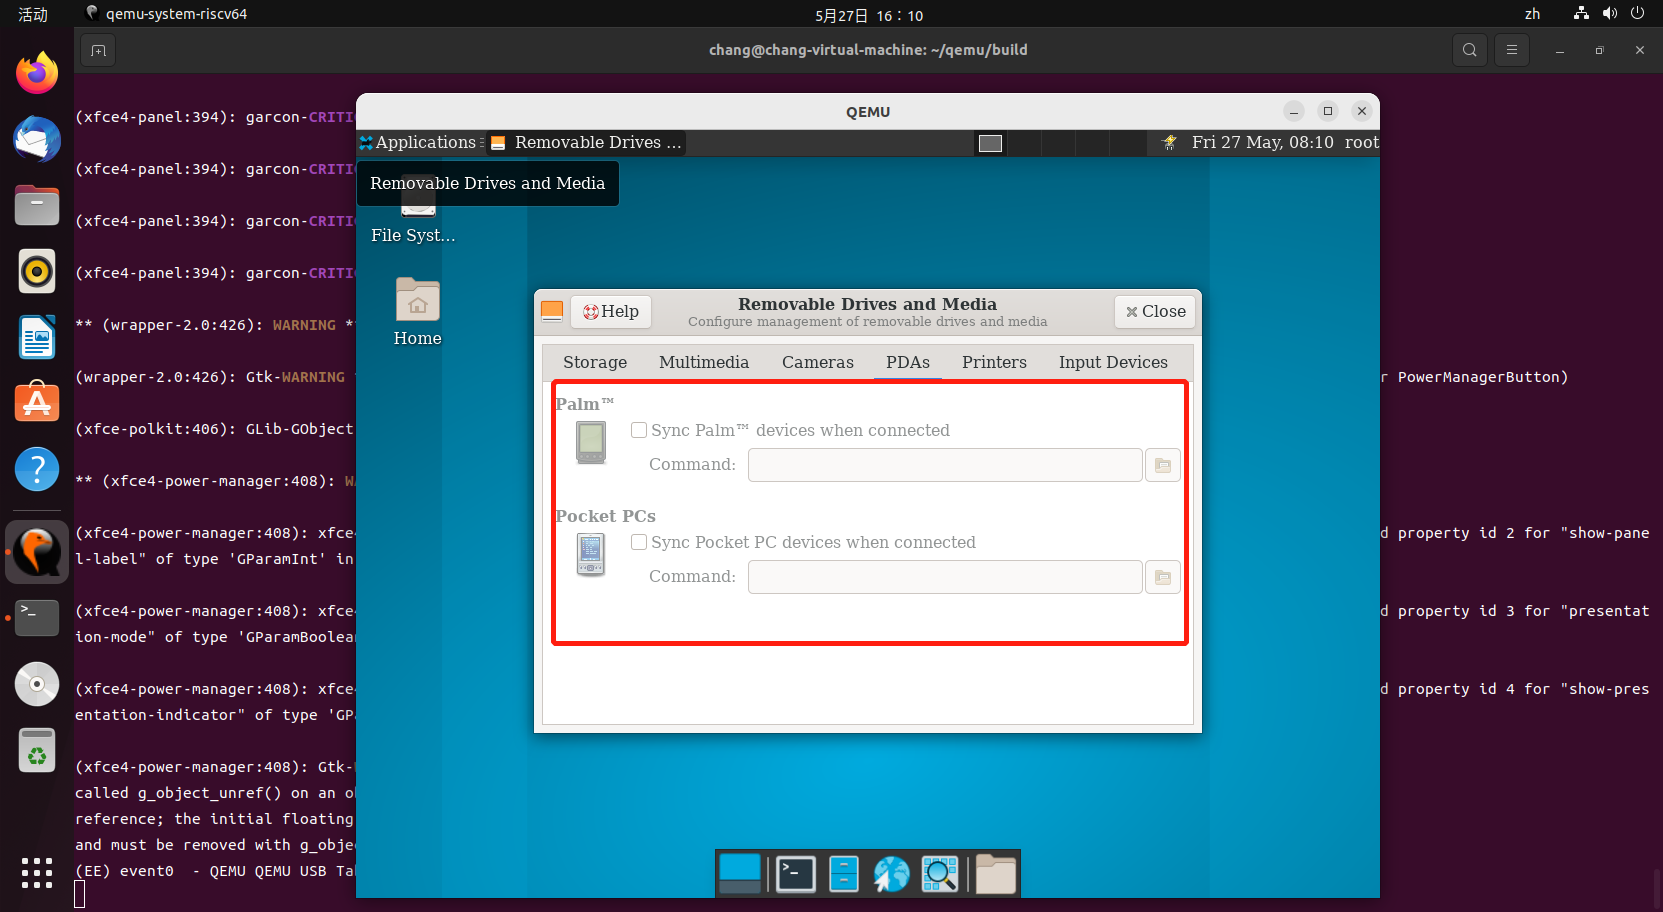 活动
qemu-system-riscv64
5月27日 16：10
zh
chang@chang-virtual-machine: ~/qemu/build
(xfce4-panel:394): garcon-CRITIC
(xfce4-panel:394): garcon-CRITIC
(xfce4-panel:394): garcon-CRITIC
(xfce4-panel:394): garcon-CRITIC
** (wrapper-2.0:426): WARNING **
(wrapper-2.0:426): Gtk-WARNING
r PowerManagerButton)
(xfce-polkit:406): GLib-GObject
** (xfce4-power-manager:408): WA
(xfce4-power-manager:408): xfce
d property id 2 for "show-pane
l-label" of type 'GParamInt' in
(xfce4-power-manager:408): xfce
d property id 3 for "presentat
ion-mode" of type 'GParamBoolean
(xfce4-power-manager:408): xfce
d property id 4 for "show-pres
entation-indicator" of type 'GPa
(xfce4-power-manager:408): Gtk-
called g_object_unref() on an ob
reference; the initial floating
and must be removed with g_obje
(EE) event0 - QEMU QEMU USB Tab
QEMU
Applications
Removable Drives ...
Fri 27 May, 08:10
root
Removable Drives and Media
File Syst...
Home
Help
Removable Drives and Media
Configure management of removable drives and media
Close
Storage
Multimedia
Cameras
PDAs
Printers
Input Devices
Palm™
Sync Palm™ devices when connected
Command:
Pocket PCs
Sync Pocket PC devices when connected
Command: